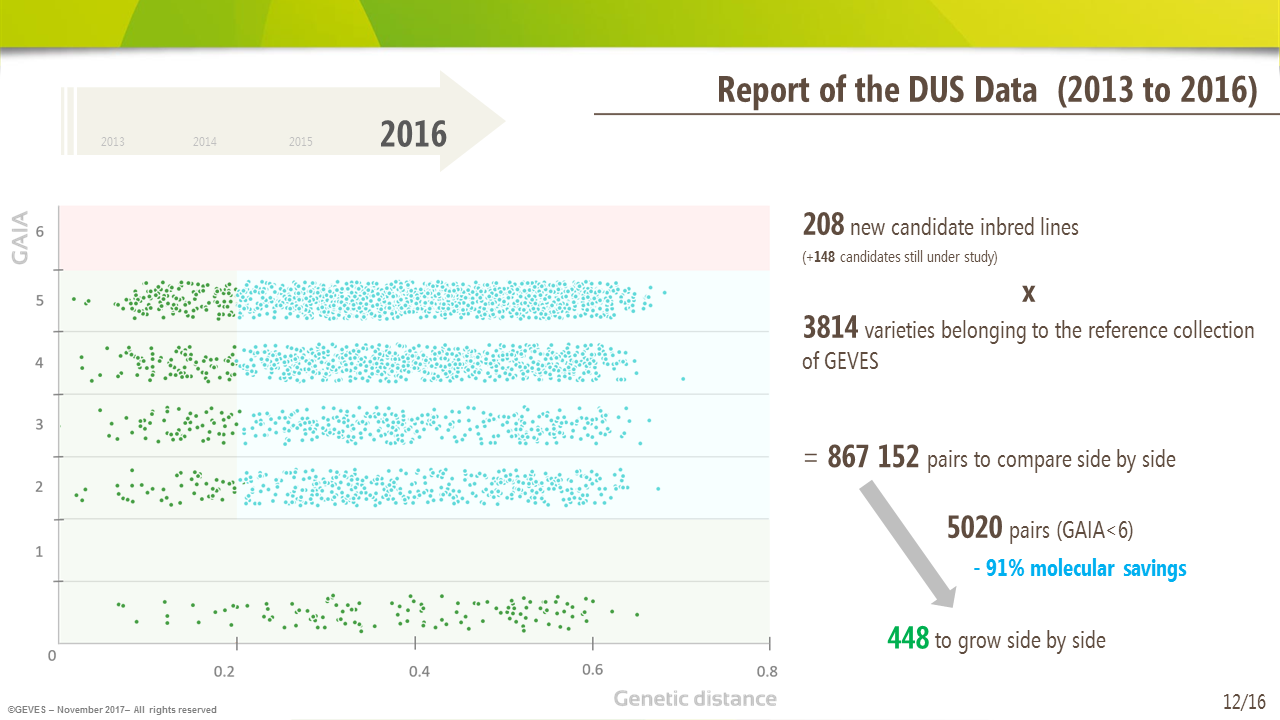 Report of the DUS Data (2013 to 2016)
2013
2014
2015
2016
GAIA
6
5
4
3
2
1
0
0.2
0.4
0.6
0.8
Genetic distance
208 new candidate inbred lines
(+148 candidates still under study)
x
3814 varieties belonging to the reference collection
of GEVES
= 867 152 pairs to compare side by side
5020 pairs (GAIA<6)
- 91% molecular savings
448 to grow side by side
©GEVES – November 2017– All rights reserved
12/16